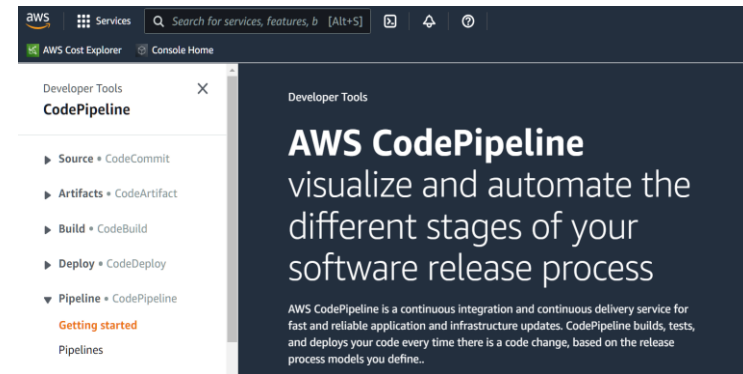 aws
Services
Search for services, features, b [Alt+S]
AWS Cost Explorer
Console Home
Developer Tools
CodePipeline
Source • CodeCommit
Artifacts • CodeArtifact
Build • CodeBuild
Deploy • CodeDeploy
Pipeline • CodePipeline
Getting started
Pipelines
Developer Tools
AWS CodePipeline
visualize and automate the
different stages of your
software release process
AWS CodePipeline is a continuous integration and continuous delivery service for
fast and reliable application and infrastructure updates. CodePipeline builds, tests,
and deploys your code every time there is a code change, based on the release
process models you define..